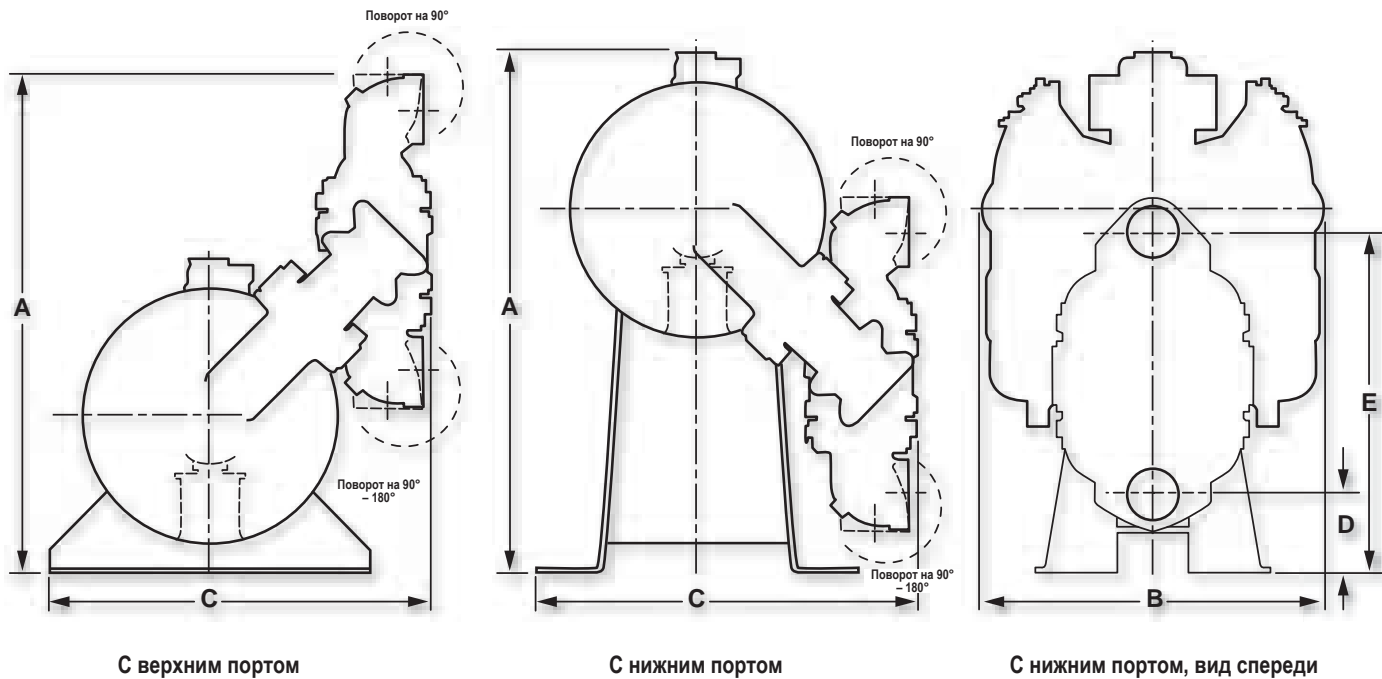 Поворот на 90°
A
C
Поворот на 90°
– 180°
С верхним портом
A
Поворот на 90°
C
Поворот на 90°
– 180°
С нижним портом
E
D
B
С нижним портом, вид спереди